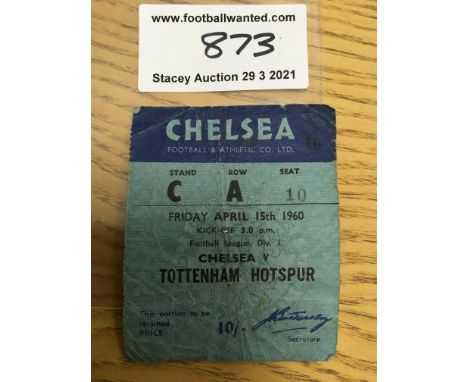 www.footballwanted.com
873
Stacey Auction 29 3 2021
CHELSEA
FOOTBALL & ATHLETIC CO. LTD. 10
STAND ROW SEAT
C A 10
FRIDAY APRIL 15th 1960
KICK-OFF 3.0 p.m.
Football League, Div. I.
CHELSEA V
TOTTENHAM HOTSPUR
This portion to be
retained
PRICE 10/-
Secretary